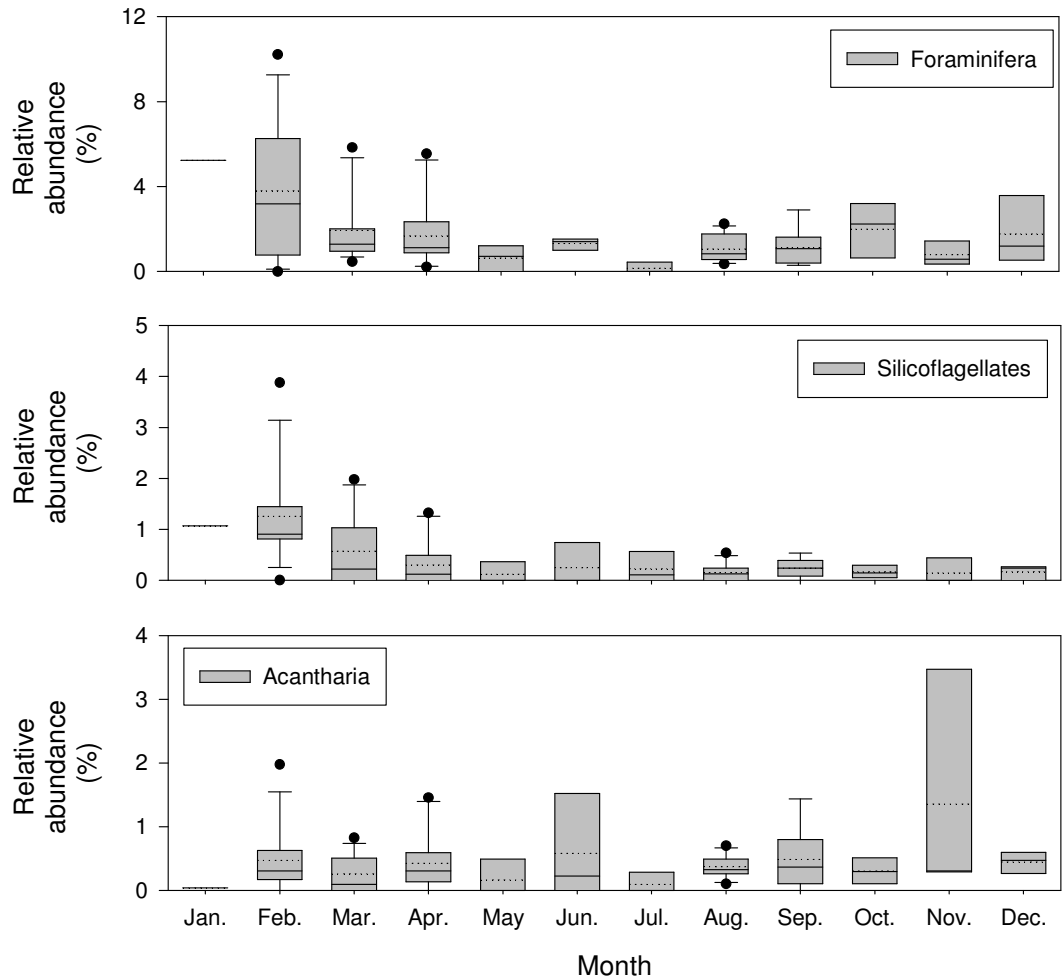 12
8
4
0
Relative
abundance
(%)
Foraminifera
5
4
3
2
1
0
Relative
abundance
(%)
Silicoflagellates
4
3
2
1
0
Relative
abundance
(%)
Acantharia
Jan. Feb. Mar. Apr. May Jun. Jul. Aug. Sep. Oct. Nov. Dec.
Month